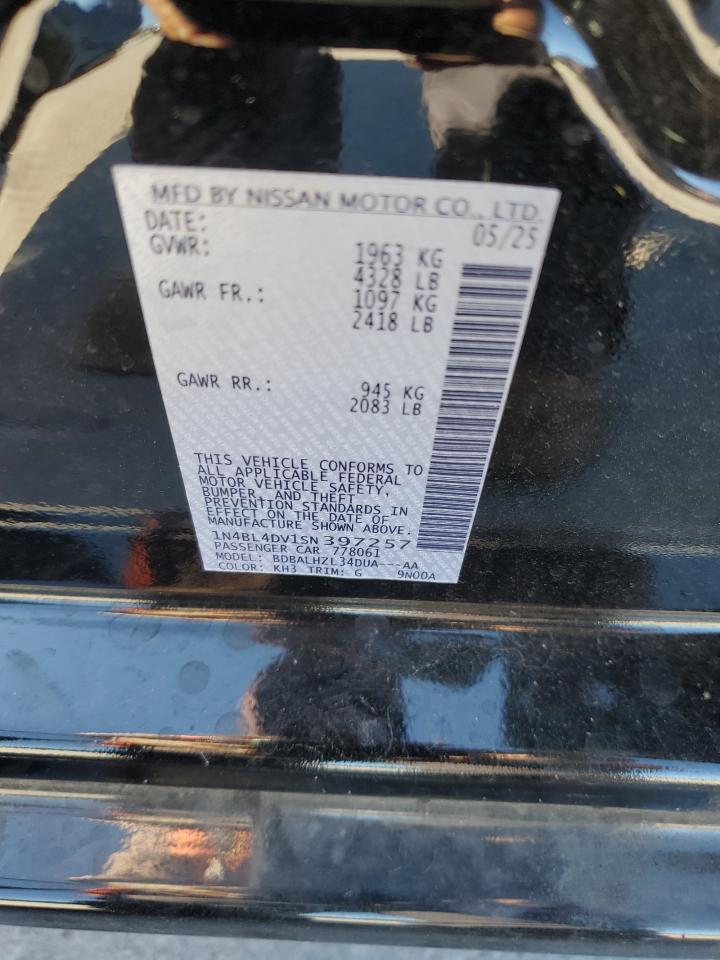 MFD BY NISSAN MOTOR CO., LTD.
DATE: 05/25
GVWR: 1963 KG
4328 LB
GAWR FR.: 1097 KG
2418 LB
GAWR RR.: 945 KG
2083 LB
THIS VEHICLE CONFORMS TO
ALL APPLICABLE FEDERAL
MOTOR VEHICLE SAFETY,
BUMPER, AND THEFT
PREVENTION STANDARDS IN
EFFECT ON THE DATE OF
MANUFACTURE SHOWN ABOVE.
1N4BL4DV1SN397257
PASSENGER CAR 778061
MODEL: BDBALHZL34DUA----AA
COLOR: KH3 TRIM: G 9N00A